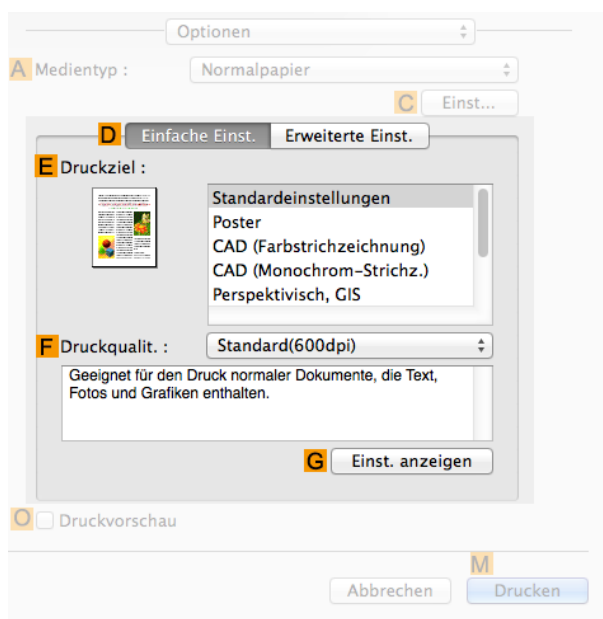 Optionen
A Medientyp : Normalpapier
C Einst...
D Einfache Einst. Erweiterte Einst.
E Druckziel :
Standardeinstellungen
Poster
CAD (Farbstrichzeichnung)
CAD (Monochrom-Strichz.)
Perspektivisch, GIS
F Druckqualit. : Standard(600dpi)
Geeignet für den Druck normaler Dokumente, die Text,
Fotos und Grafiken enthalten.
G Einst. anzeigen
O Druckvorschau
M
Abbrechen Drucken